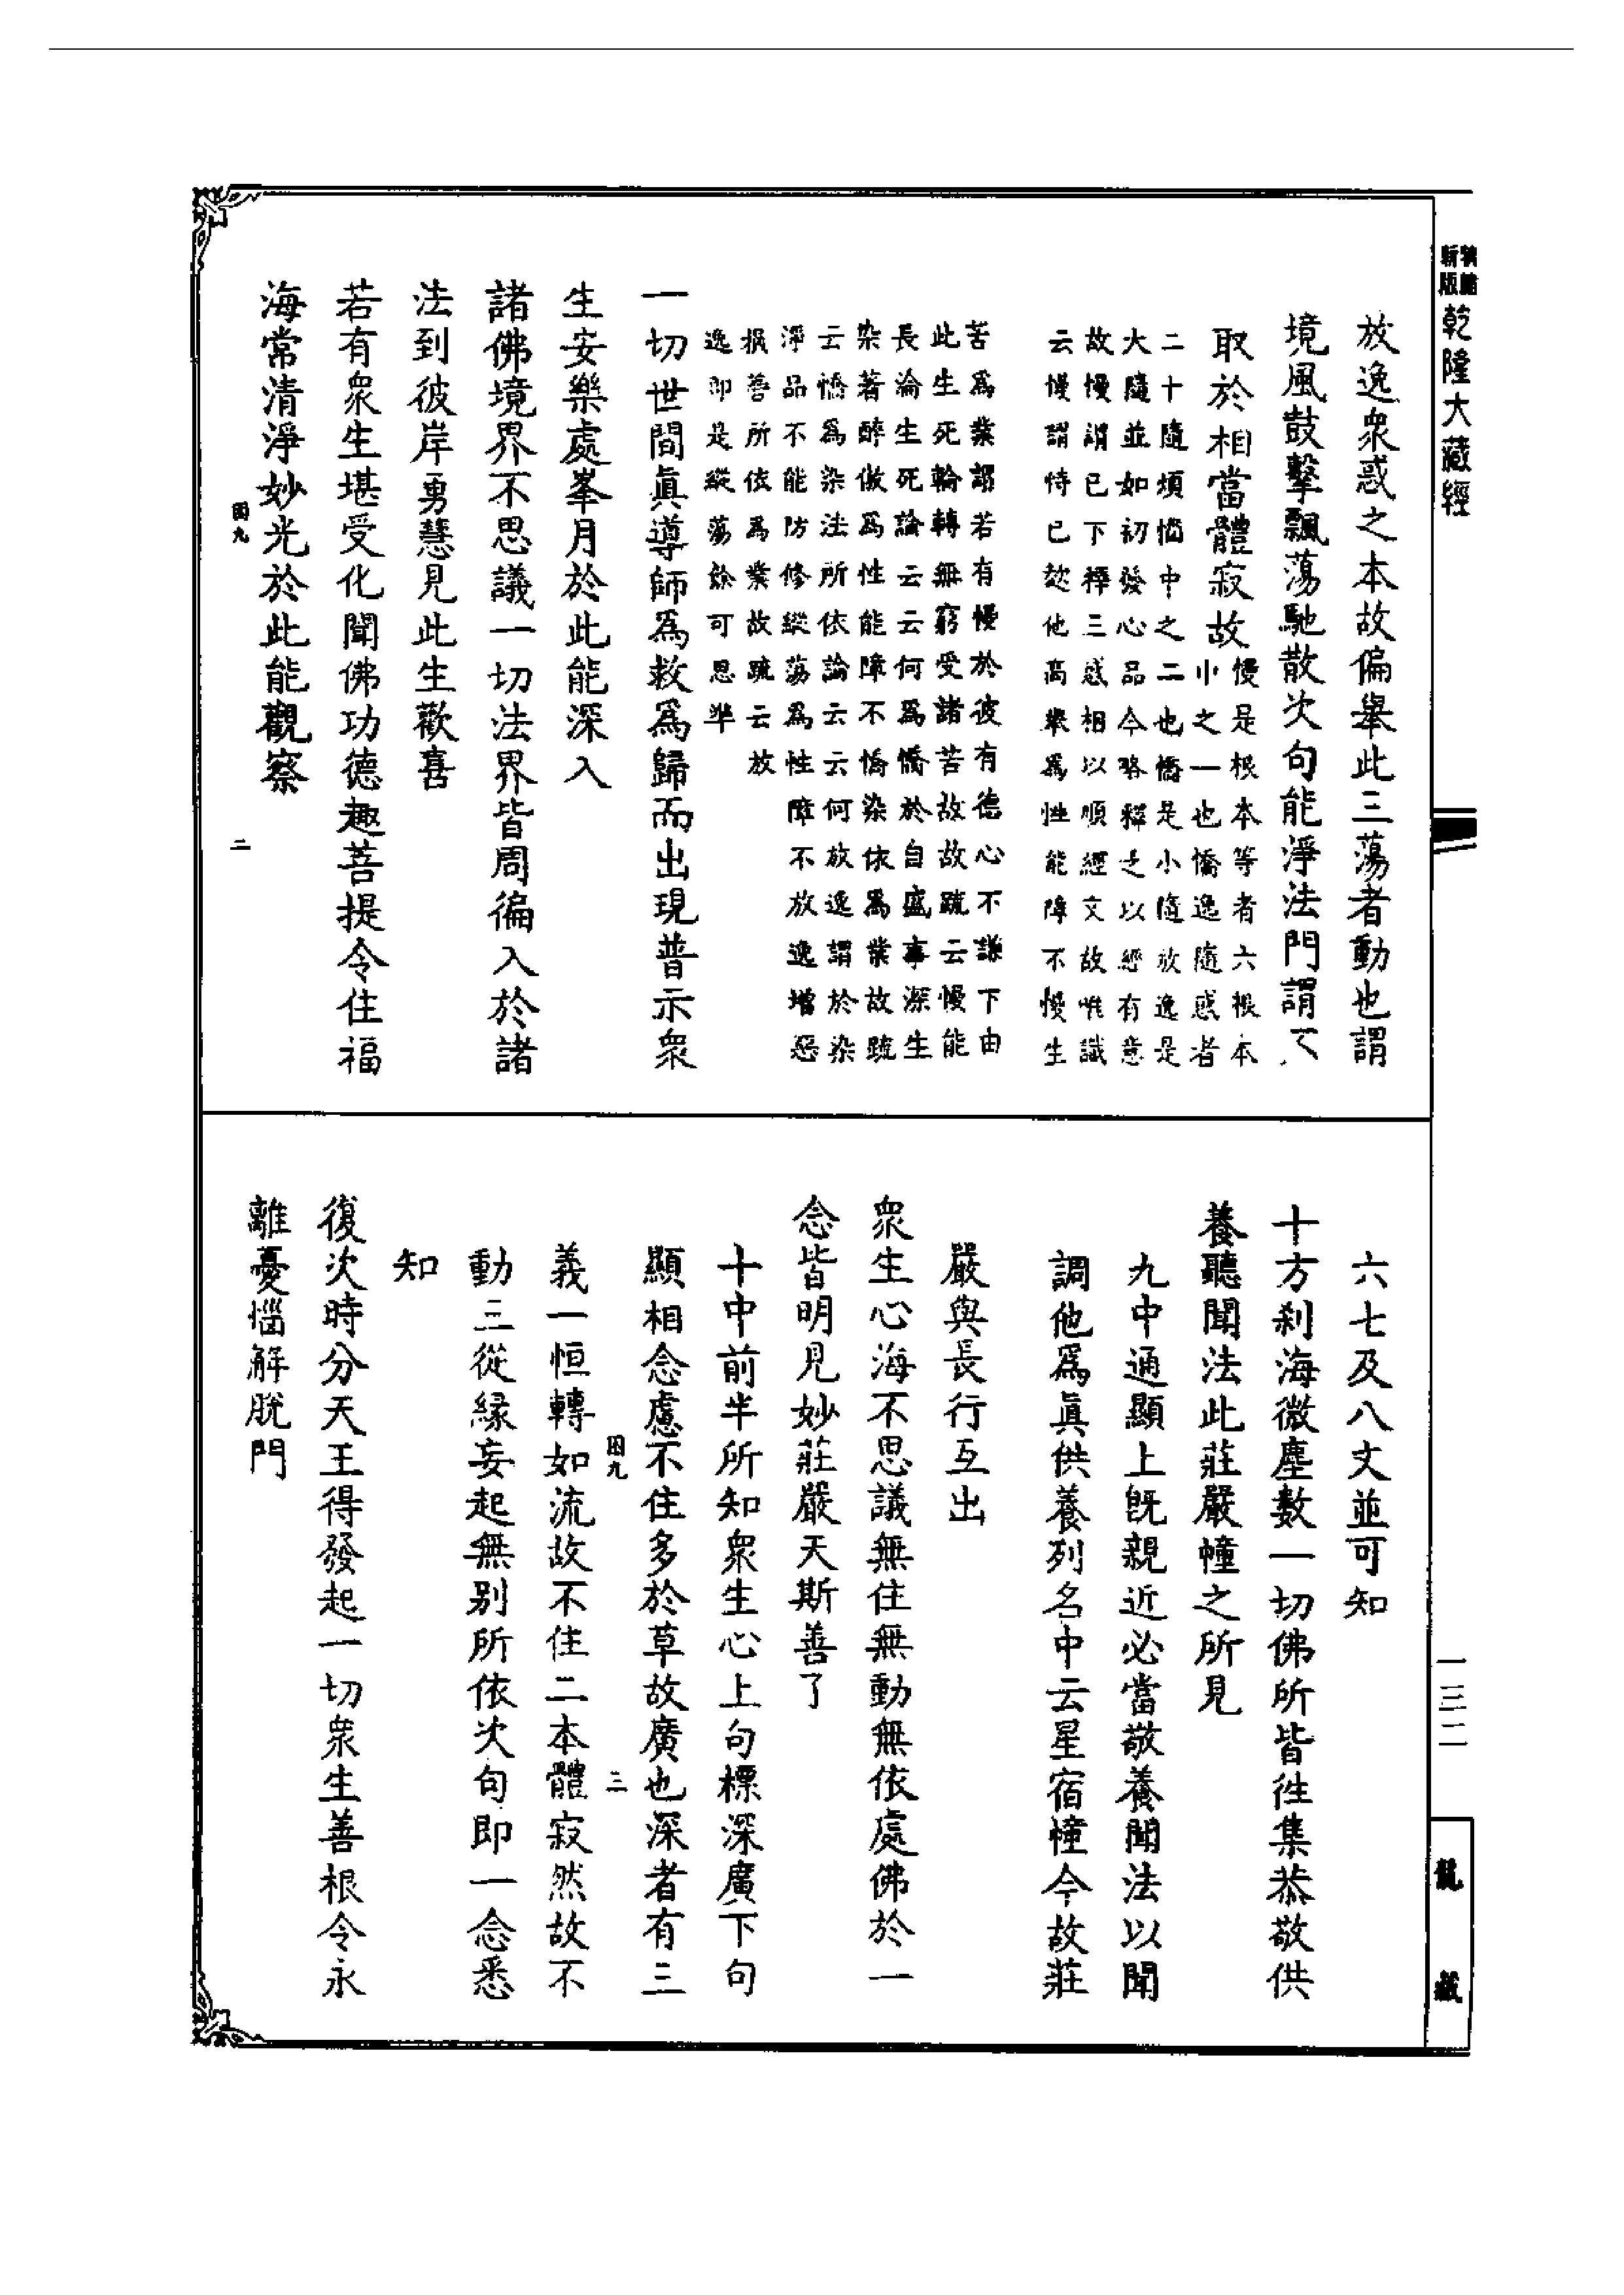 乾隆大藏經
放逸衆惑之本故偏舉此三蕩者動也謂
境風鼓擊飄蕩馳散次句能淨法門謂不
取於相當體寂故
慢是根本等者六根本
小之一也憍逸隨惑者
二十隨煩惱中之二也憍是小隨放逸是
大隨並如初發心品今略釋之以經有意
故慢謂已下釋三惑相以順經文故唯識
云慢謂恃已於他高舉爲性能障不慢生
苦爲業謂若有慢於彼有德心不謙下由
此生死輪轉無窮受諸苦故故疏云慢能
長淪生死論云云何爲憍於自盛事深生
染著醉傲爲性能障不憍染依爲業故疏
云憍爲染法所依論云云何放逸謂於染
淨品不能防修縱蕩爲性障不放逸增惡
損善所依爲業故疏云放
逸即是縱蕩餘可思準
一切世間眞導師爲救爲歸而出現普示衆
生安樂處峯月於此能深入
諸佛境界不思議一切法界皆周徧入於諸
法到彼岸勇慧見此生歡喜
若有衆生堪受化聞佛功德趣菩提令住福
海常清淨妙光於此能觀察
二
六七及八文並可知
十方剎海微塵數一切佛所皆往集恭敬供
養聽聞法此莊嚴幢之所見
九中通顯上旣親近必當敬養聞法以聞
調他爲眞供養列名中云星宿幢今故莊
嚴與長行互出
衆生心海不思議無住無動無依處佛於一
念皆明見妙莊嚴天斯善了
十中前半所知衆生心上句標深廣下句
顯相念慮不住多於草故廣也深者有三
三
義一恒轉如流故不住二本體寂然故不
動三從緣妄起無別所依次句即一念悉
知
復次時分天王得發起一切衆生善根令永
離憂惱解脫門
一三二
龍藏